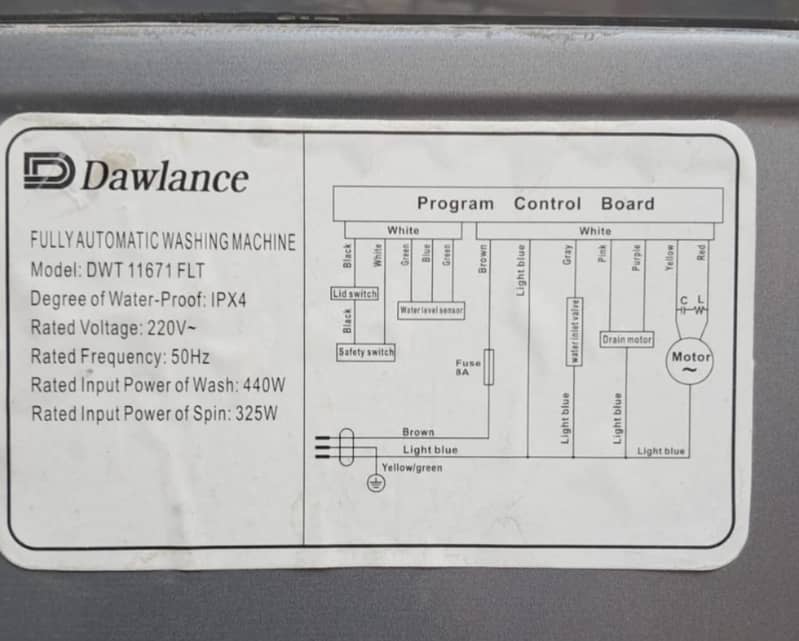 Dawlance
FULLY AUTOMATIC WASHING MACHINE
Model: DWT 11671 FLT
Degree of Water-Proof: IPX4
Rated Voltage: 220V~
Rated Frequency: 50Hz
Rated Input Power of Wash: 440W
Rated Input Power of Spin: 325W
Program Control Board
White
White
Black
White
Green
Blue
Green
Brown
Light blue
Gray
Pink
Purple
Yellow
Red
Lid switch
Water level sensor
Black
Safety switch
Fuse
8A
water inlet valve
Drain motor
C L
W
Motor
~
Light blue
Light blue
Brown
Light blue
Light blue
Yellow/green